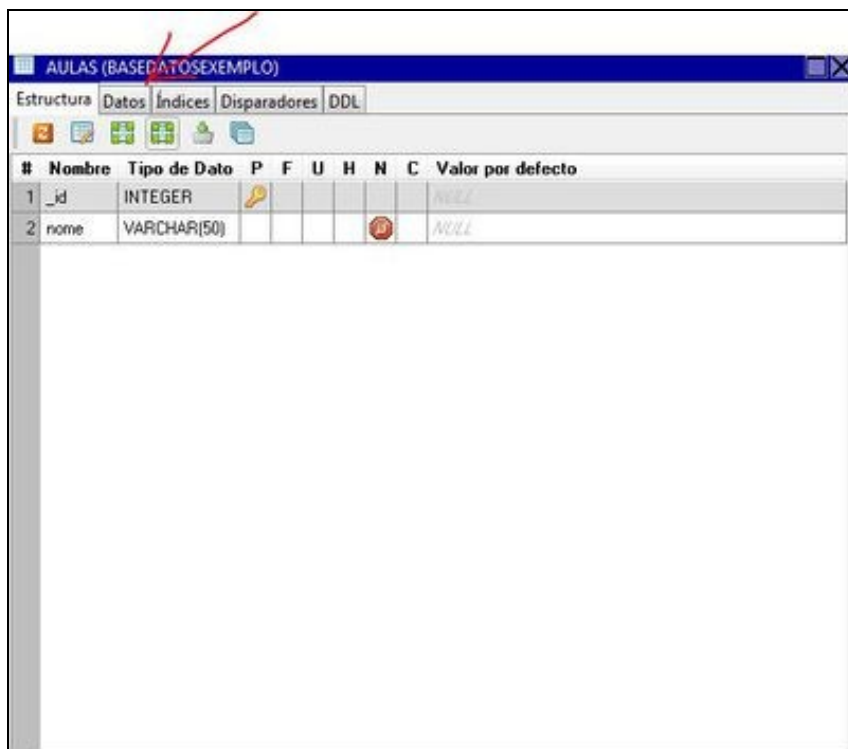 AULAS (BASEDATOSEXEMPLO)
Estructura Datos Índices Disparadores DDL
# Nombre Tipo de Dato P F U H N C Valor por defecto
1 _id INTEGER NULL
2 nome VARCHAR(50) NULL